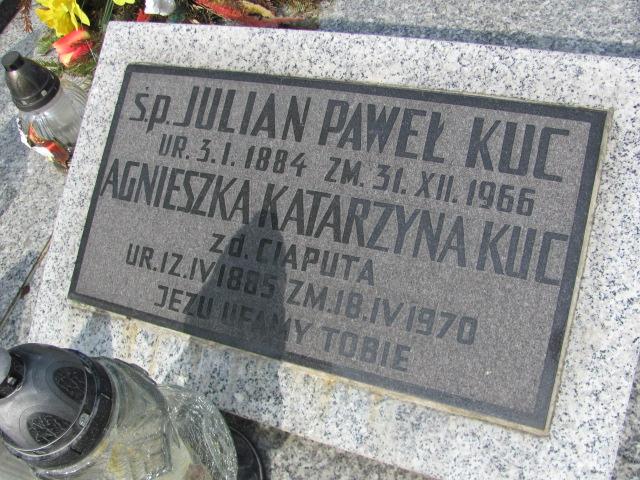 ś.p. JULIAN PAWEŁ KUC
UR. 3. I. 1884 ZM. 31. XII. 1966
AGNIESZKA KATARZYNA KUC
Zd. CIAPUTA
UR. 12. IV 1885 ZM. 18. IV 1970
JEZU UFAMY TOBIE